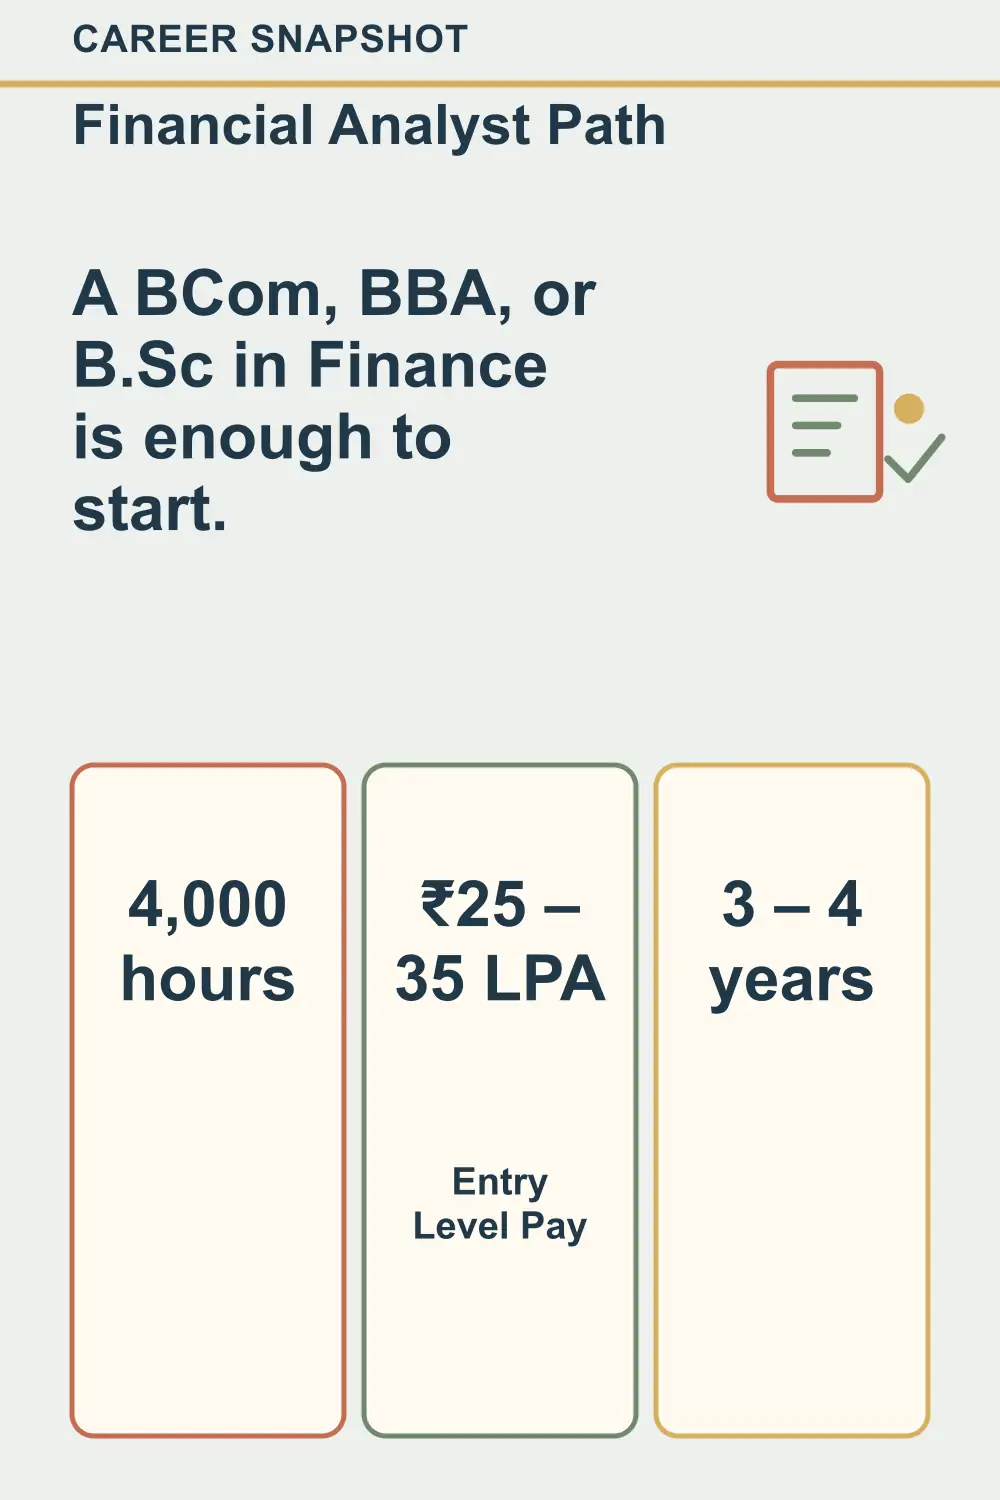 CAREER SNAPSHOT
Financial Analyst Path
A BCom, BBA, or
B.Sc in Finance
is enough to
start.
4,000
hours
₹25 –
35 LPA
Entry
Level Pay
3 – 4
years